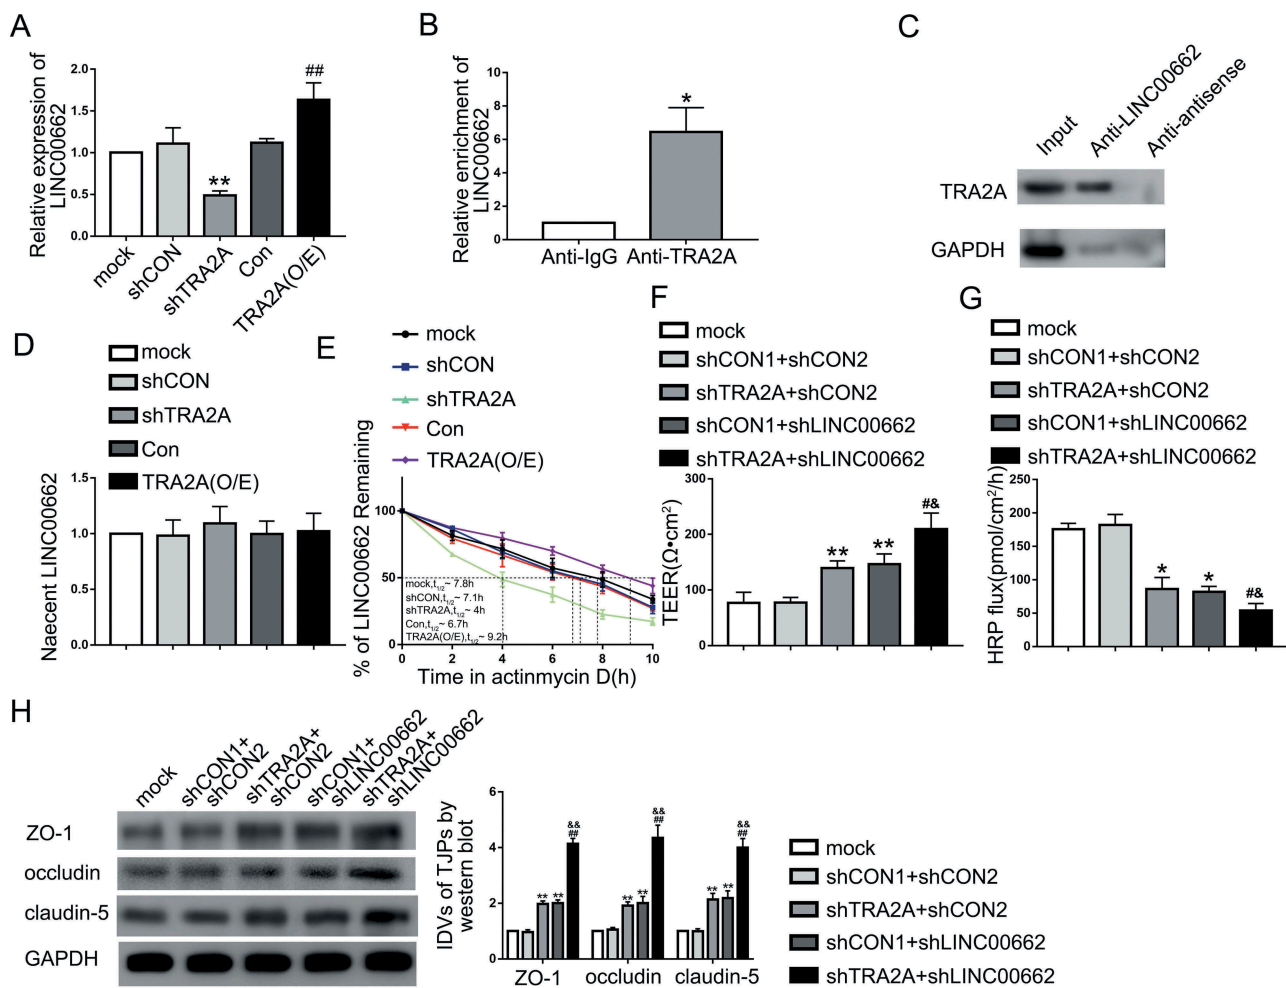 A
Relative expression of
LINC00662
2.0
1.5
1.0
0.5
0.0
##
**
mock
shCON
shTRA2A
Con
TRA2A(O/E)
B
Relative enrichment of
LINC00662
10
8
6
4
2
0
*
Anti-IgG
Anti-TRA2A
C
Input
Anti-LINC00662
Anti-antisense
TRA2A
GAPDH
D
mock
shCON
shTRA2A
Con
TRA2A(O/E)
Naecent LINC00662
1.5
1.0
0.5
0.0
E
mock
shCON
shTRA2A
Con
TRA2A(O/E)
% of LINC00662 Remaining
100
50
0
mock,t1/2~ 7.8h
shCON,t1/2~ 7.1h
shTRA2A,t1/2~ 4h
Con,t1/2~ 6.7h
TRA2A(O/E),t1/2~ 9.2h
0 2 4 6 8 10
Time in actinmycin D(h)
F
mock
shCON1+shCON2
shTRA2A+shCON2
shCON1+shLINC00662
shTRA2A+shLINC00662
TEER(Ω•cm2)
300
200
100
0
**
**
#&
G
mock
shCON1+shCON2
shTRA2A+shCON2
shCON1+shLINC00662
shTRA2A+shLINC00662
HRP flux(pmol/cm2/h)
250
200
150
100
50
0
*
*
#&
H
mock
shCON1+
shCON2
shTRA2A+
shCON2
shCON1+
shLINC00662
shTRA2A+
shLINC00662
ZO-1
occludin
claudin-5
GAPDH
IDVs of TJPs by
western blot
6
4
2
0
** **
&&
##
** **
&&
##
** **
&&
##
ZO-1
occludin
claudin-5
mock
shCON1+shCON2
shTRA2A+shCON2
shCON1+shLINC00662
shTRA2A+shLINC00662